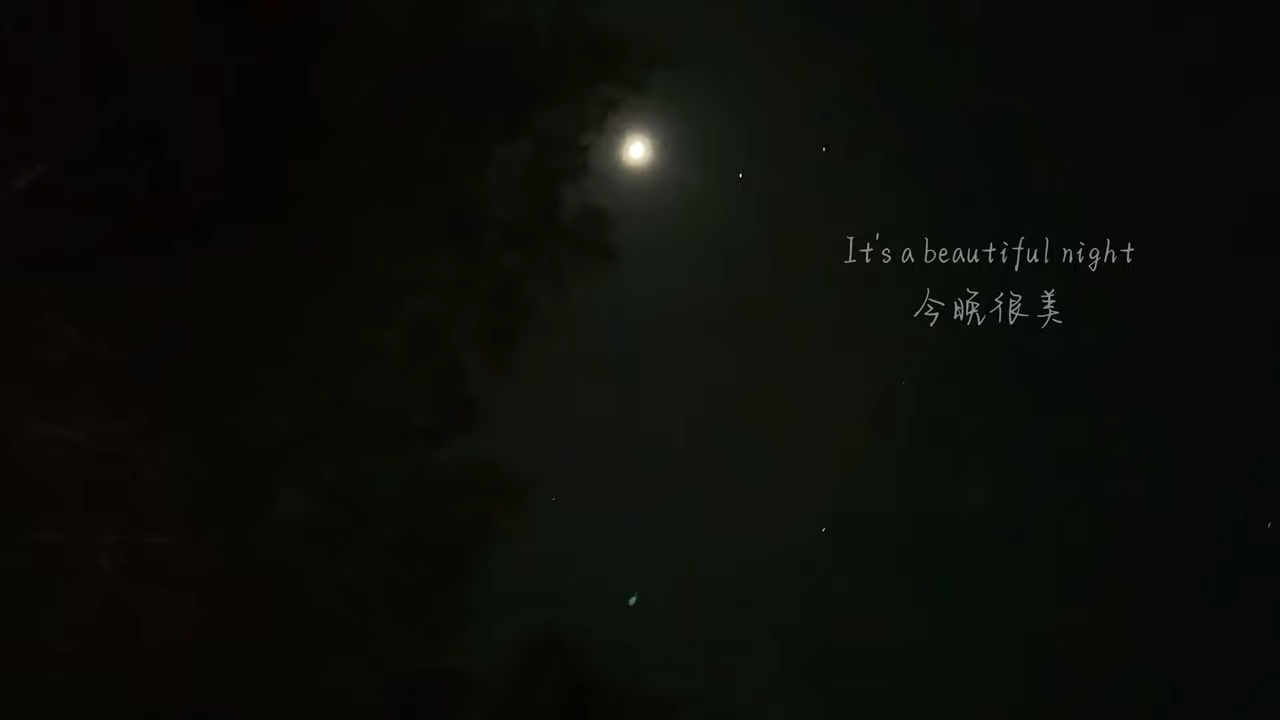 It's a beautiful night
今晚很美